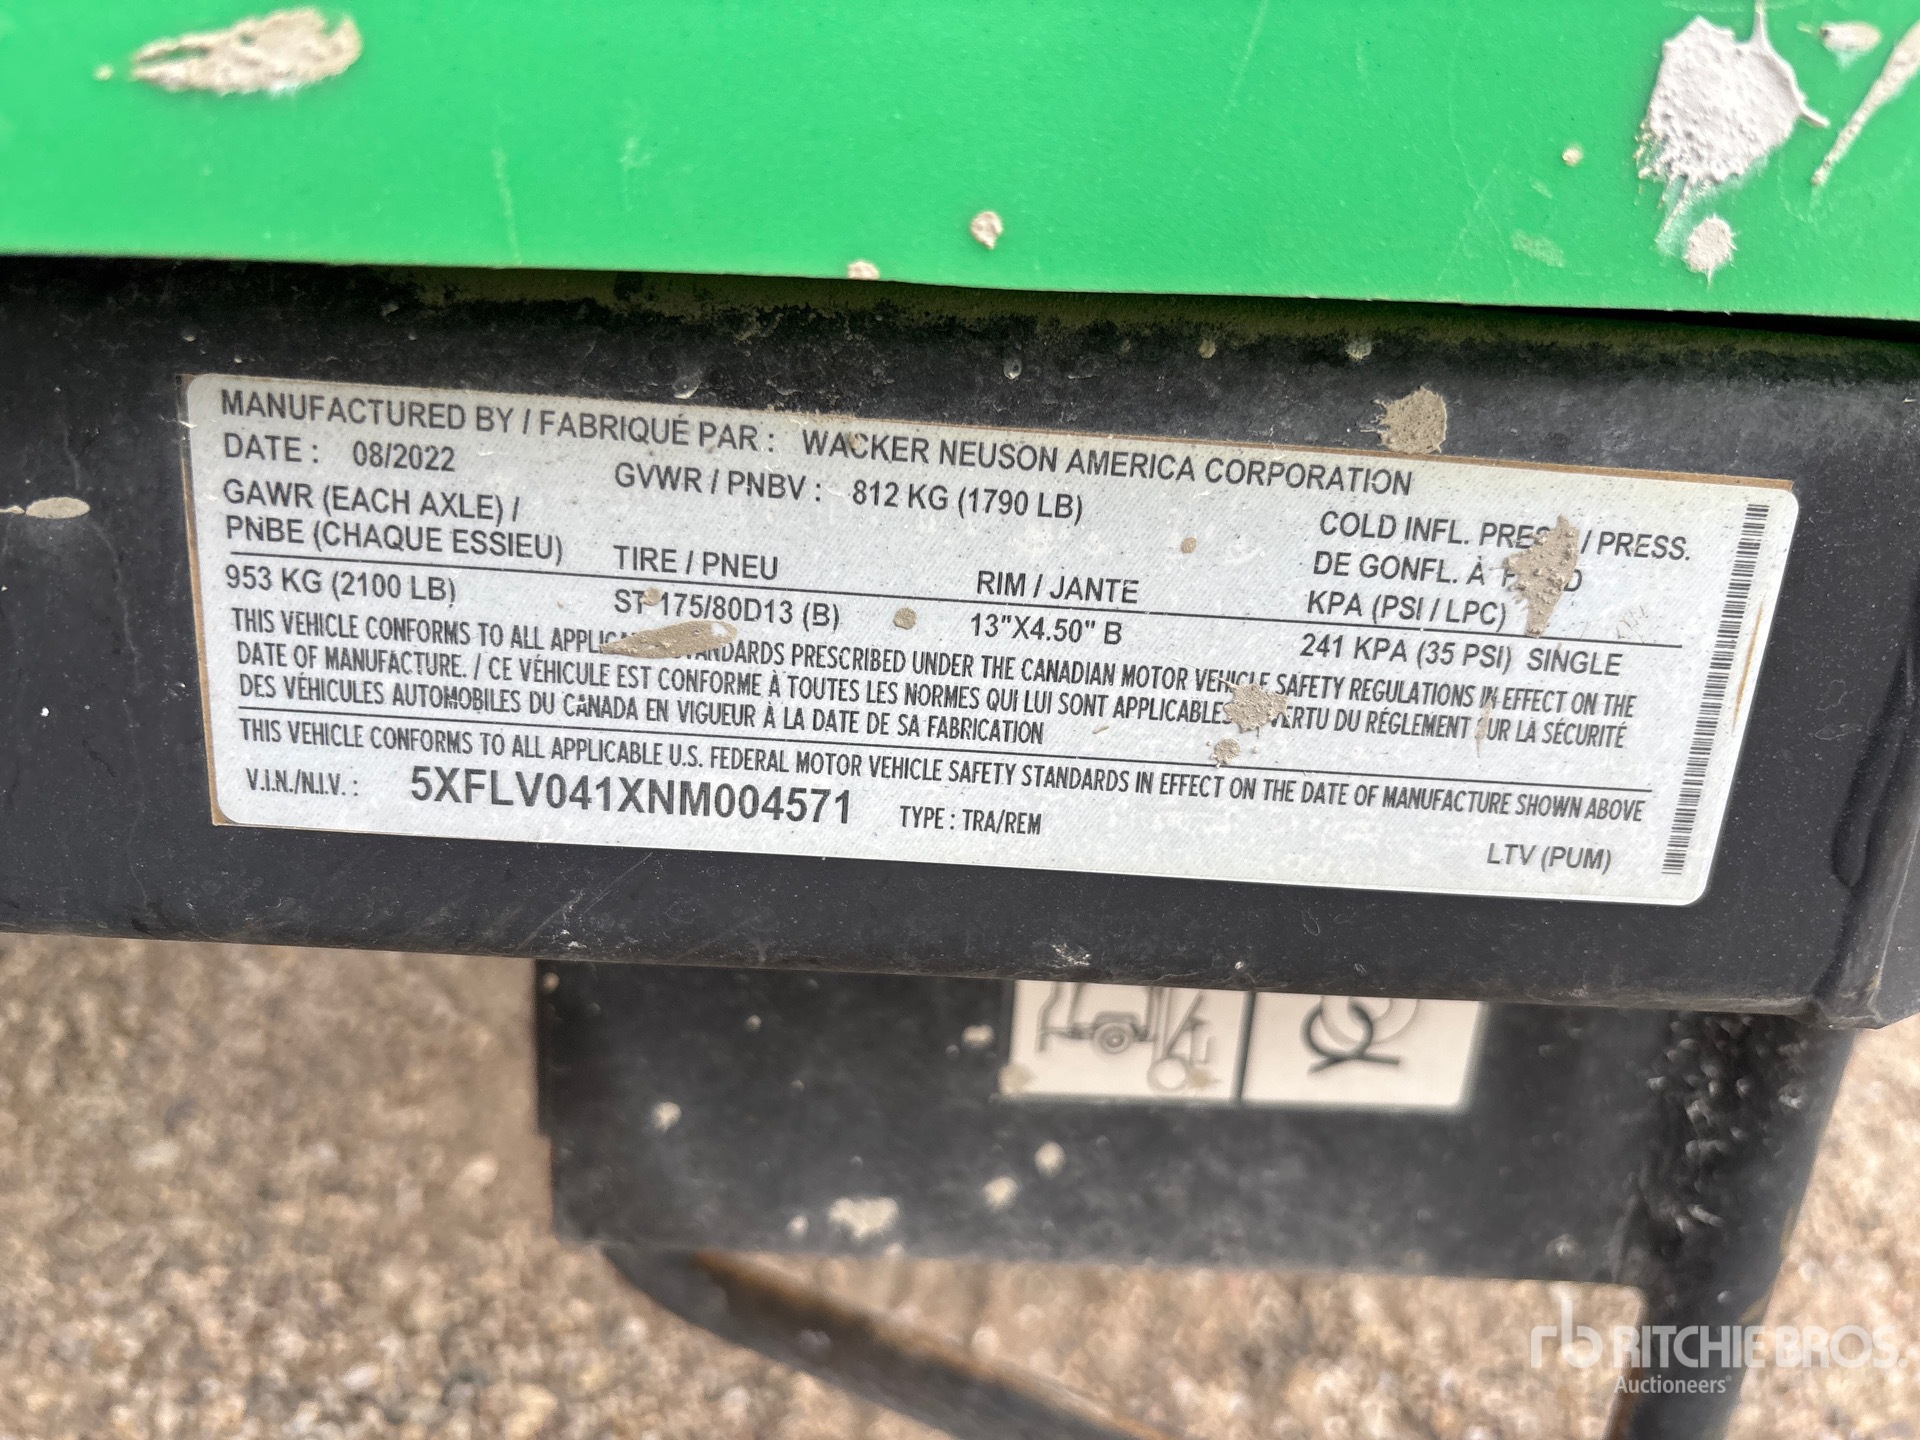 MANUFACTURED BY / FABRIQUÉ PAR : WACKER NEUSON AMERICA CORPORATION
DATE : 08/2022 GVWR / PNBV : 812 KG (1790 LB)
GAWR (EACH AXLE) /
PNBE (CHAQUE ESSIEU) TIRE / PNEU RIM / JANTE
COLD INFL. / PRESS.
DE GONFL. À
KPA (PSI / LPC)
953 KG (2100 LB) ST 175/80D13 (B) 13"X4.50" B 241 KPA (35 PSI) SINGLE
THIS VEHICLE CONFORMS TO ALL PRESCRIBED UNDER THE CANADIAN MOTOR VEHICLE SAFETY REGULATIONS IN EFFECT ON THE
DATE OF MANUFACTURE. / CE VÉHICULE EST CONFORME À TOUTES LES NORMES QUI LUI SONT APPLICABLES DU RÉGLEMENT SUR LA SÉCURITÉ
DES VÉHICULES AUTOMOBILES DU CANADA EN VIGUEUR À LA DATE DE SA FABRICATION
THIS VEHICLE CONFORMS TO ALL APPLICABLE U.S. FEDERAL MOTOR VEHICLE SAFETY STANDARDS IN EFFECT ON THE DATE OF MANUFACTURE SHOWN ABOVE
V.I.N./N.I.V. : 5XFLV041XNM004571 TYPE : TRA/REM
LTV (PUM)
rb RITCHIE BROS.
Auctioneers